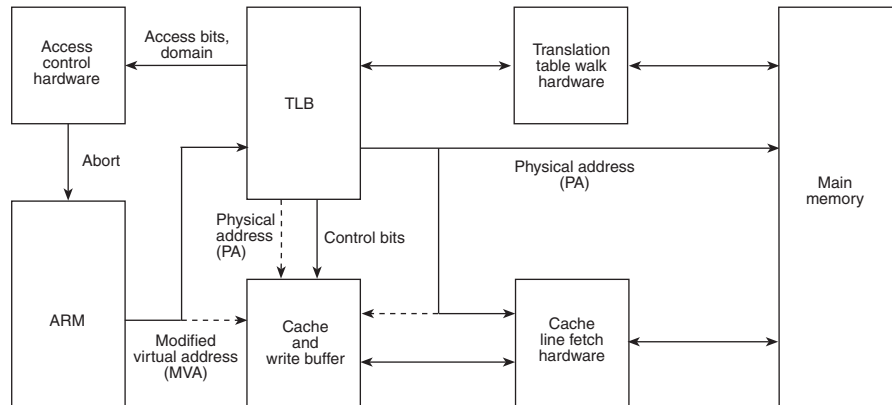 Access
control
hardware
Access bits,
domain
TLB
Translation
table walk
hardware
Main
memory
Abort
Physical address
(PA)
Physical
address
(PA)
Control bits
ARM
Modified
virtual address
(MVA)
Cache
and
write buffer
Cache
line fetch
hardware